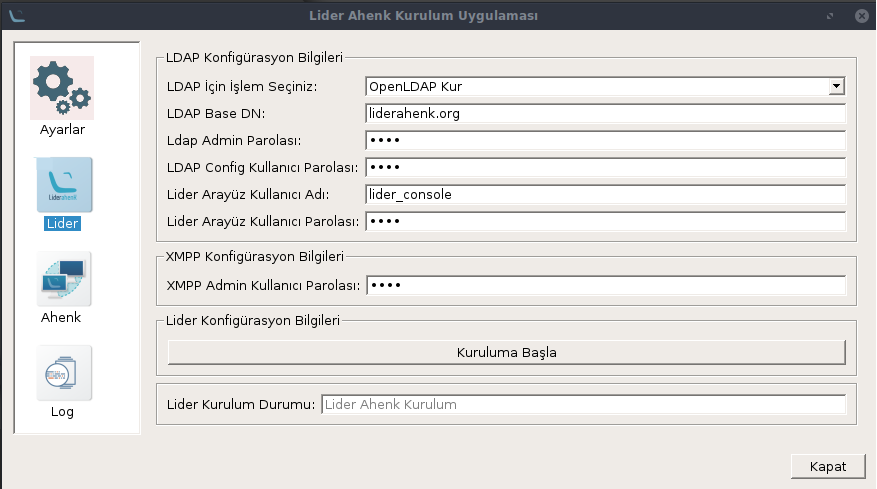 Lider Ahenk Kurulum Uygulaması
Ayarlar
Liderahenk
Lider
Ahenk
Log
LDAP Konfigürasyon Bilgileri
LDAP İçin İşlem Seçiniz: OpenLDAP Kur
LDAP Base DN: liderahenk.org
Ldap Admin Parolası: ••••
LDAP Config Kullanıcı Parolası: ••••
Lider Arayüz Kullanıcı Adı: lider_console
Lider Arayüz Kullanıcı Parolası: ••••
XMPP Konfigürasyon Bilgileri
XMPP Admin Kullanıcı Parolası: ••••
Lider Konfigürasyon Bilgileri
Kuruluma Başla
Lider Kurulum Durumu: Lider Ahenk Kurulum
Kapat